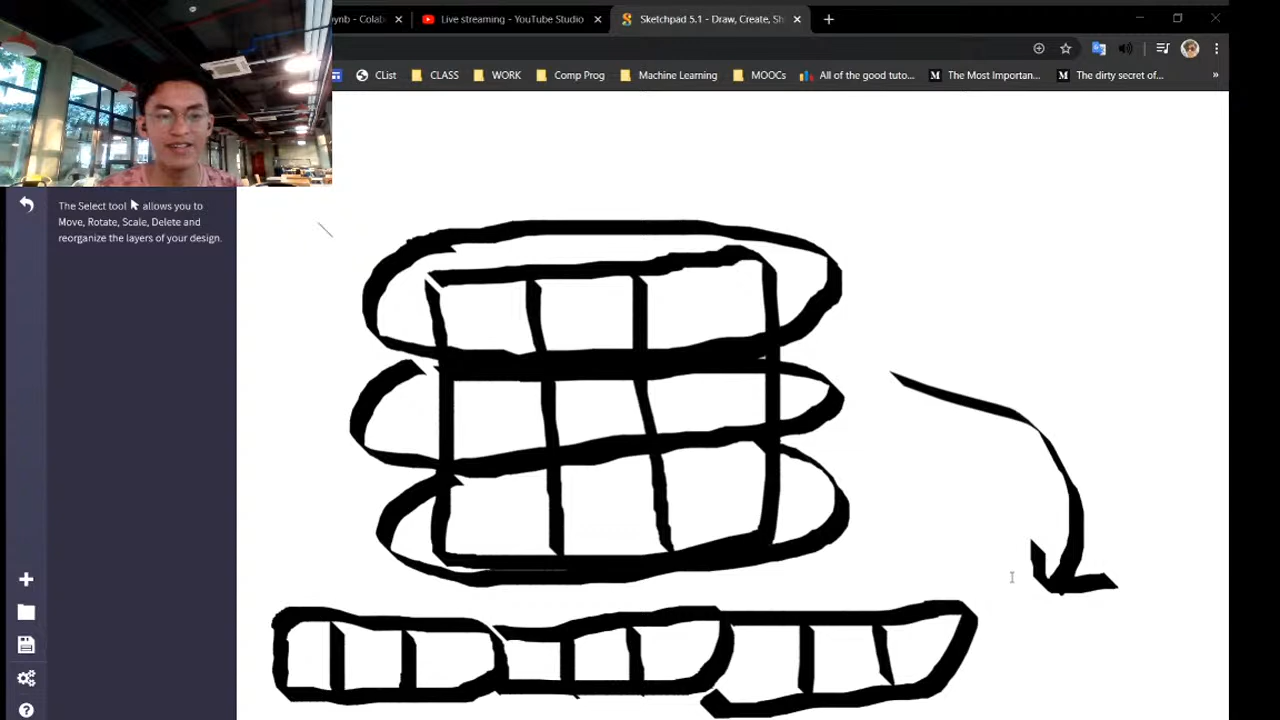 ynb - Colab
Live streaming - YouTube Studio
Sketchpad 5.1 - Draw, Create, Sh
CList
CLASS
WORK
Comp Prog
Machine Learning
MOOCs
All of the good tuto...
The Most Importan...
The dirty secret of...
The Select tool allows you to
Move, Rotate, Scale, Delete and
reorganize the layers of your design.